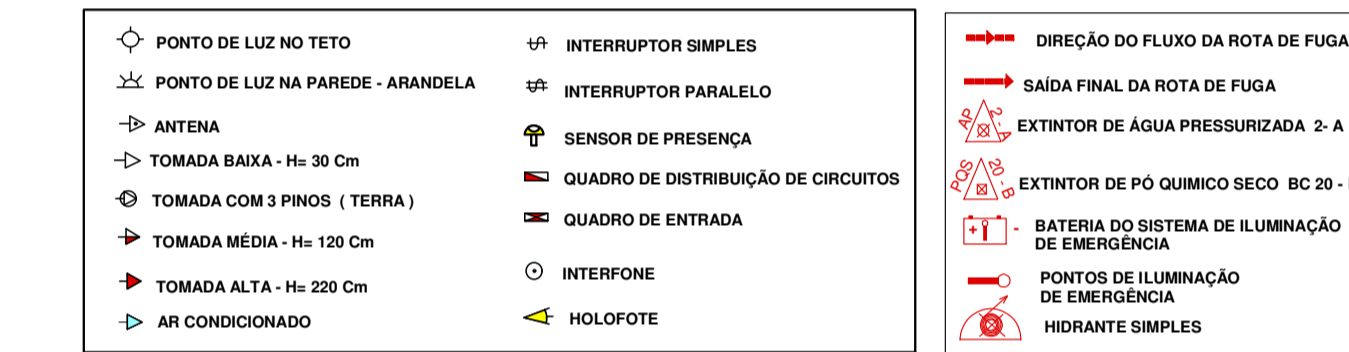 PONTO DE LUZ NO TETO
PONTO DE LUZ NA PAREDE - ARANDELA
ANTENA
TOMADA BAIXA - H= 30 Cm
TOMADA COM 3 PINOS ( TERRA )
TOMADA MÉDIA - H= 120 Cm
TOMADA ALTA - H= 220 Cm
AR CONDICIONADO
INTERRUPTOR SIMPLES
INTERRUPTOR PARALELO
SENSOR DE PRESENÇA
QUADRO DE DISTRIBUIÇÃO DE CIRCUITOS
QUADRO DE ENTRADA
INTERFONE
HOLOFOTE
DIREÇÃO DO FLUXO DA ROTA DE FUGA
SAÍDA FINAL DA ROTA DE FUGA
AP 2 - A EXTINTOR DE ÁGUA PRESSURIZADA 2- A
PQS 20 - B EXTINTOR DE PÓ QUIMICO SECO BC 20 -
- BATERIA DO SISTEMA DE ILUMINAÇÃO
DE EMERGÊNCIA
PONTOS DE ILUMINAÇÃO
DE EMERGÊNCIA
HIDRANTE SIMPLES